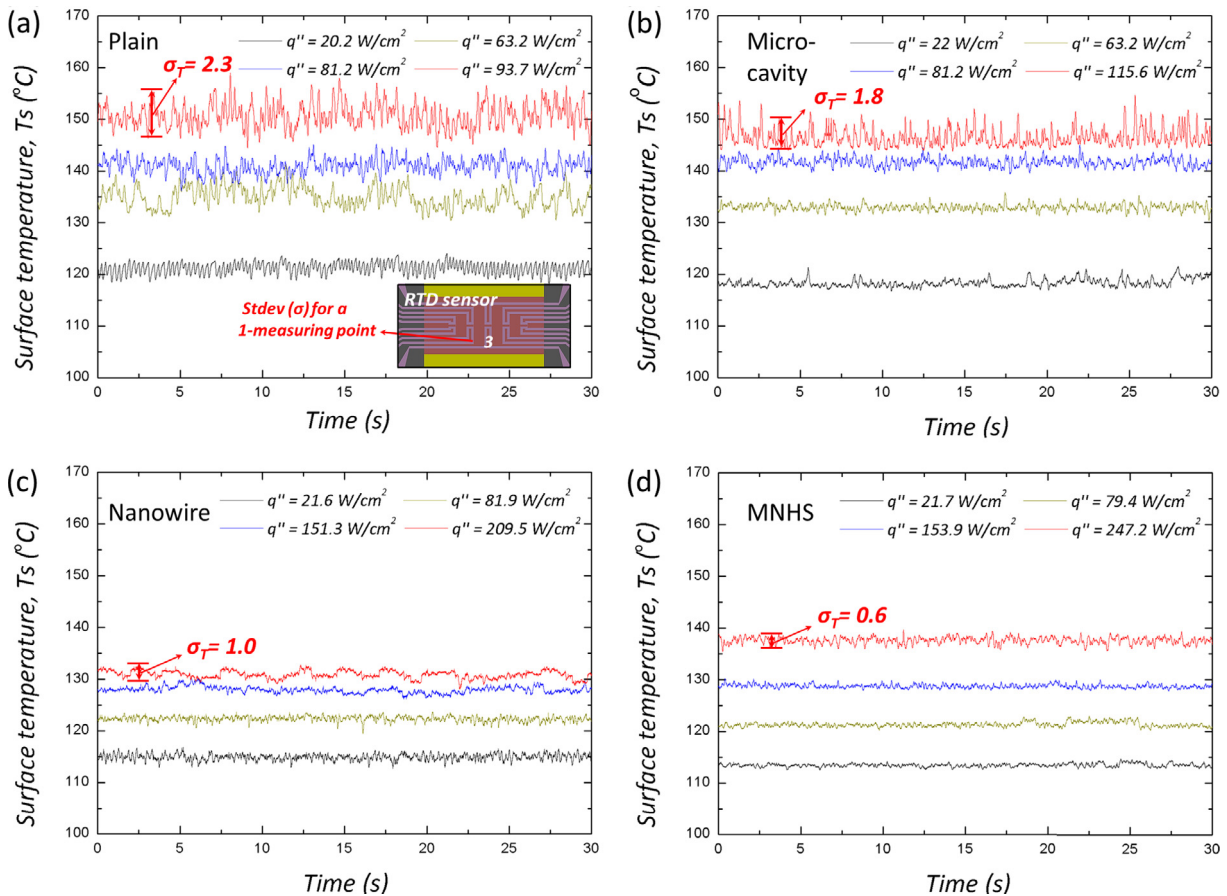 (a)
Plain
q'' = 20.2 W/cm²
q'' = 63.2 W/cm²
q'' = 81.2 W/cm²
q'' = 93.7 W/cm²
σT = 2.3
Surface temperature, Ts (°C)
170
160
150
140
130
120
110
100
Stdev (σ) for a
1-measuring point
RTD sensor
3
0
5
10
15
20
25
30
Time (s)
(b)
Micro-
cavity
q'' = 22 W/cm²
q'' = 63.2 W/cm²
q'' = 81.2 W/cm²
q'' = 115.6 W/cm²
σT = 1.8
Surface temperature, Ts (°C)
170
160
150
140
130
120
110
100
0
5
10
15
20
25
30
Time (s)
(c)
Nanowire
q'' = 21.6 W/cm²
q'' = 81.9 W/cm²
q'' = 151.3 W/cm²
q'' = 209.5 W/cm²
σT = 1.0
Surface temperature, Ts (°C)
170
160
150
140
130
120
110
100
0
5
10
15
20
25
30
Time (s)
(d)
MNHS
q'' = 21.7 W/cm²
q'' = 79.4 W/cm²
q'' = 153.9 W/cm²
q'' = 247.2 W/cm²
σT = 0.6
Surface temperature, Ts (°C)
170
160
150
140
130
120
110
100
0
5
10
15
20
25
30
Time (s)